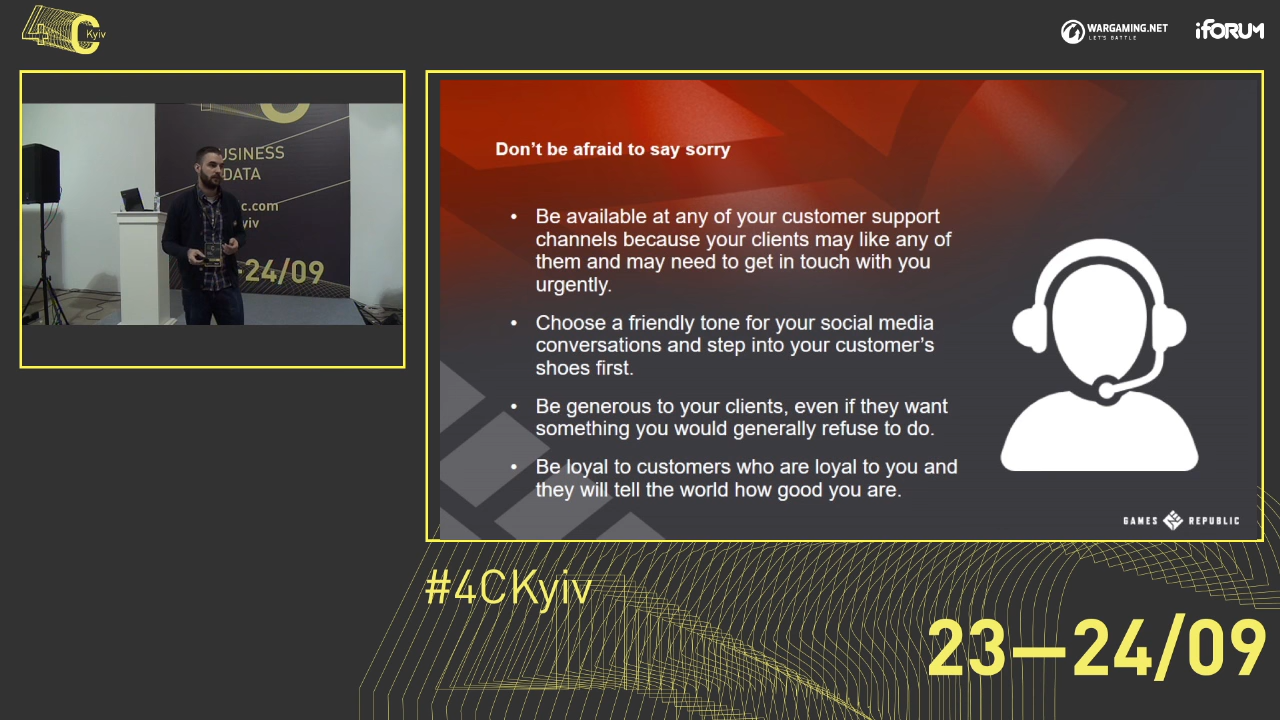 4C Kyiv
WARGAMING.NET
LET'S BATTLE
iFORUM
USINESS
DATA
c.com
viv
-24/09
Don't be afraid to say sorry
• Be available at any of your customer support
channels because your clients may like any of
them and may need to get in touch with you
urgently.
• Choose a friendly tone for your social media
conversations and step into your customer's
shoes first.
• Be generous to your clients, even if they want
something you would generally refuse to do.
• Be loyal to customers who are loyal to you and
they will tell the world how good you are.
GAMES REPUBLIC
#4CKyiv
23—24/09